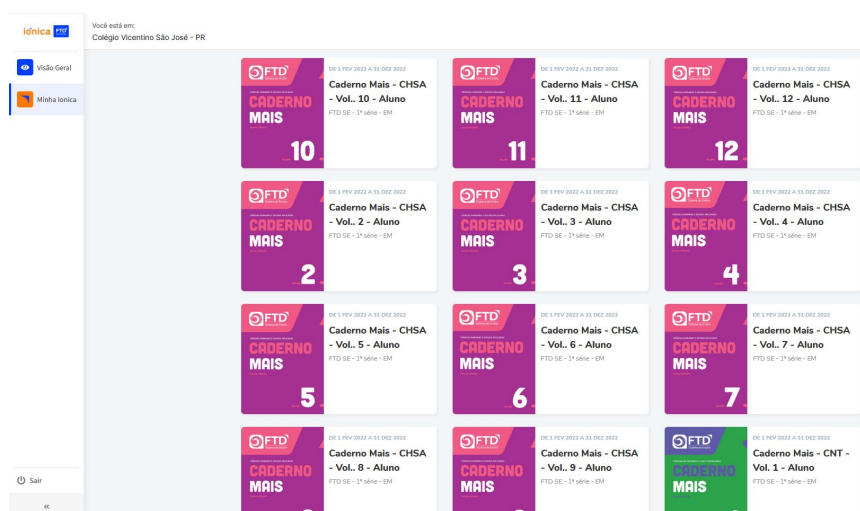 iônica FTD
Você está em:
Colégio Vicentino São José - PR
Visão Geral
Minha Ionica
FTD
CADERNO
MAIS
10
DE 1 FEV 2022 A 31 DEZ 2022
Caderno Mais - CHSA
- Vol.. 10 - Aluno
FTD SE - 1ª série - EM
FTD
CADERNO
MAIS
11
DE 1 FEV 2022 A 31 DEZ 2022
Caderno Mais - CHSA
- Vol.. 11 - Aluno
FTD SE - 1ª série - EM
FTD
CADERNO
MAIS
12
DE 1 FEV 2022 A 31 DEZ 2022
Caderno Mais - CHSA
- Vol.. 12 - Aluno
FTD SE - 1ª série - EM
FTD
CADERNO
MAIS
2
DE 1 FEV 2022 A 31 DEZ 2022
Caderno Mais - CHSA
- Vol.. 2 - Aluno
FTD SE - 1ª série - EM
FTD
CADERNO
MAIS
3
DE 1 FEV 2022 A 31 DEZ 2022
Caderno Mais - CHSA
- Vol.. 3 - Aluno
FTD SE - 1ª série - EM
FTD
CADERNO
MAIS
4
DE 1 FEV 2022 A 31 DEZ 2022
Caderno Mais - CHSA
- Vol.. 4 - Aluno
FTD SE - 1ª série - EM
FTD
CADERNO
MAIS
5
DE 1 FEV 2022 A 31 DEZ 2022
Caderno Mais - CHSA
- Vol.. 5 - Aluno
FTD SE - 1ª série - EM
FTD
CADERNO
MAIS
6
DE 1 FEV 2022 A 31 DEZ 2022
Caderno Mais - CHSA
- Vol.. 6 - Aluno
FTD SE - 1ª série - EM
FTD
CADERNO
MAIS
7
DE 1 FEV 2022 A 31 DEZ 2022
Caderno Mais - CHSA
- Vol.. 7 - Aluno
FTD SE - 1ª série - EM
FTD
CADERNO
MAIS
DE 1 FEV 2022 A 31 DEZ 2022
Caderno Mais - CHSA
- Vol.. 8 - Aluno
FTD SE - 1ª série - EM
FTD
CADERNO
MAIS
DE 1 FEV 2022 A 31 DEZ 2022
Caderno Mais - CHSA
- Vol.. 9 - Aluno
FTD SE - 1ª série - EM
FTD
CADERNO
MAIS
DE 1 FEV 2022 A 31 DEZ 2022
Caderno Mais - CNT -
Vol. 1 - Aluno
FTD SE - 1ª série - EM
Sair
«